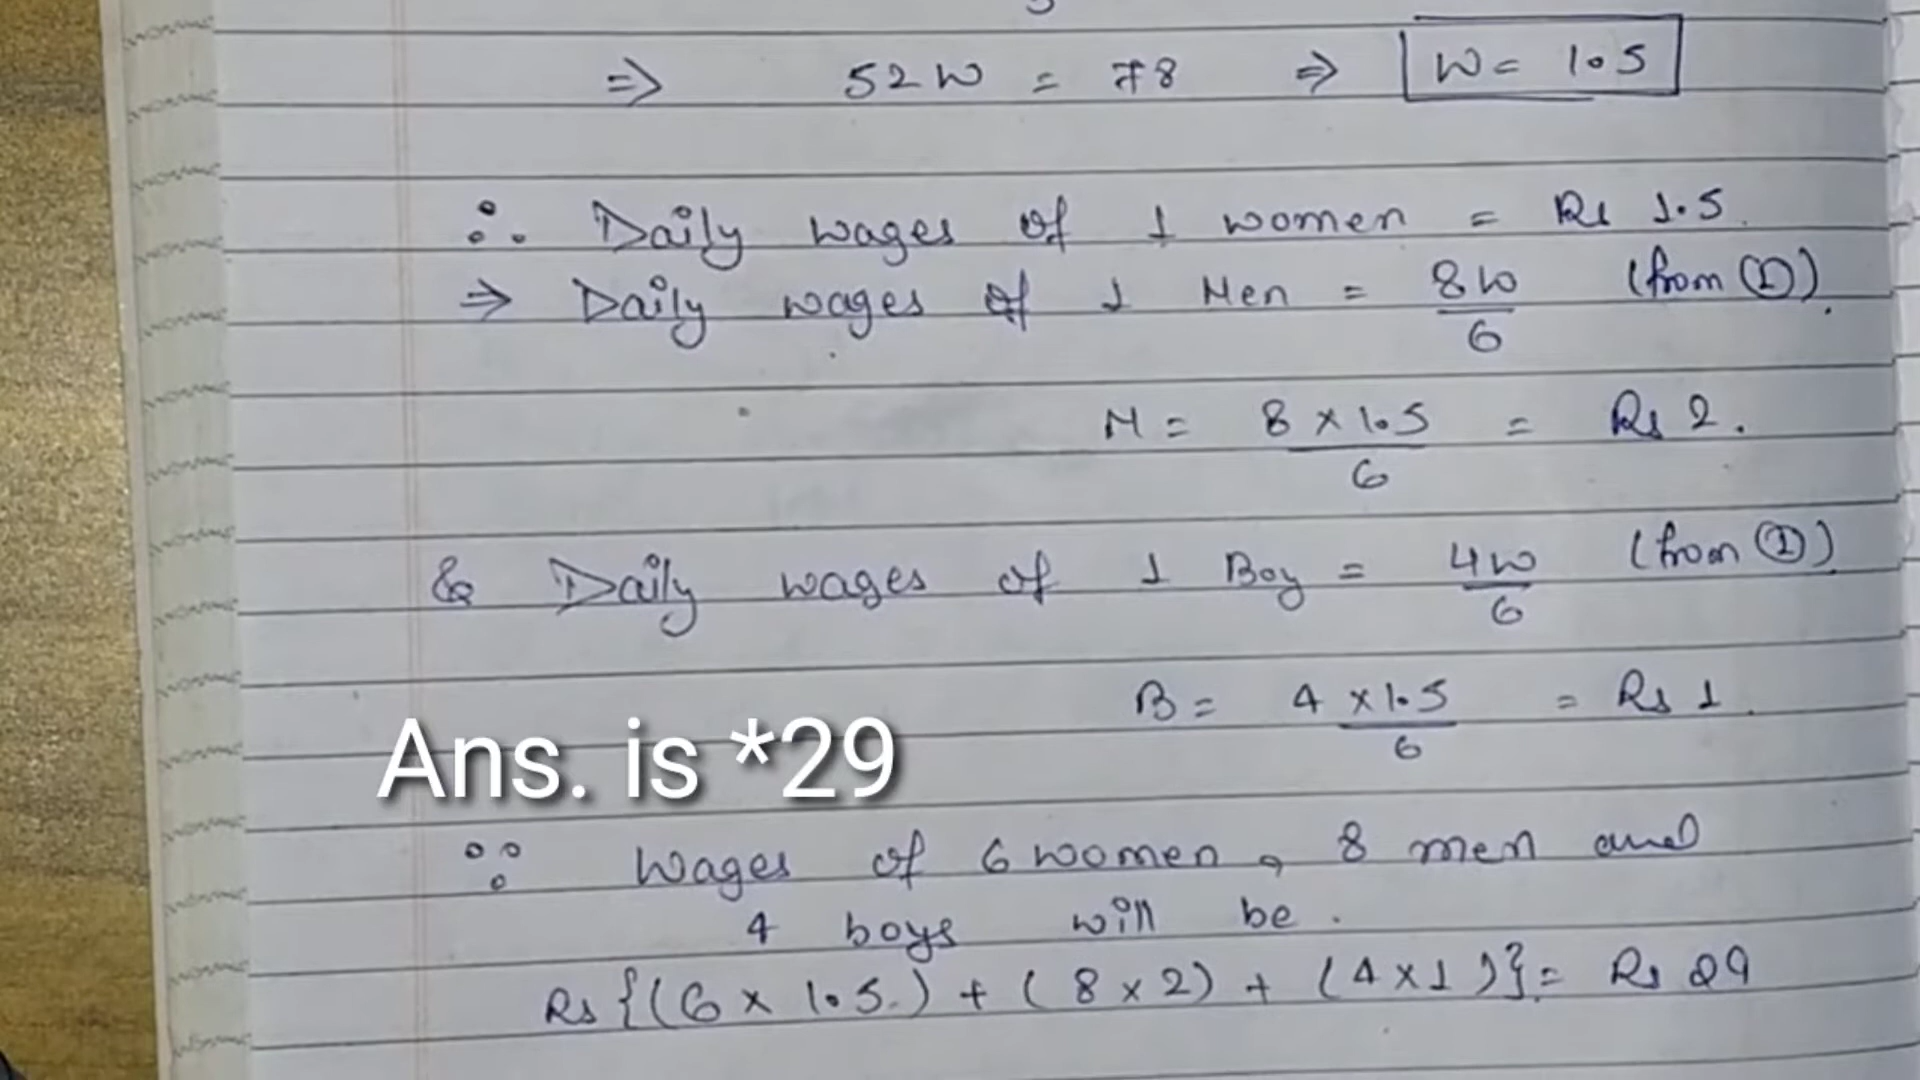 ⇒ 52W = 78 ⇒ W = 1.5
∴ Daily wages of 1 women = Rs 1.5.
⇒ Daily wages of 1 Men = 8W/6 (from ①).
M = 8 × 1.5/6 = Rs 2.
& Daily wages of 1 Boy = 4W/6 (from ①)
B = 4 × 1.5/6 = Rs 1.
Ans. is *29
∵ Wages of 6 women, 8 men and
4 boys will be.
Rs {(6 × 1.5.) + (8 × 2) + (4 × 1)} = Rs 29